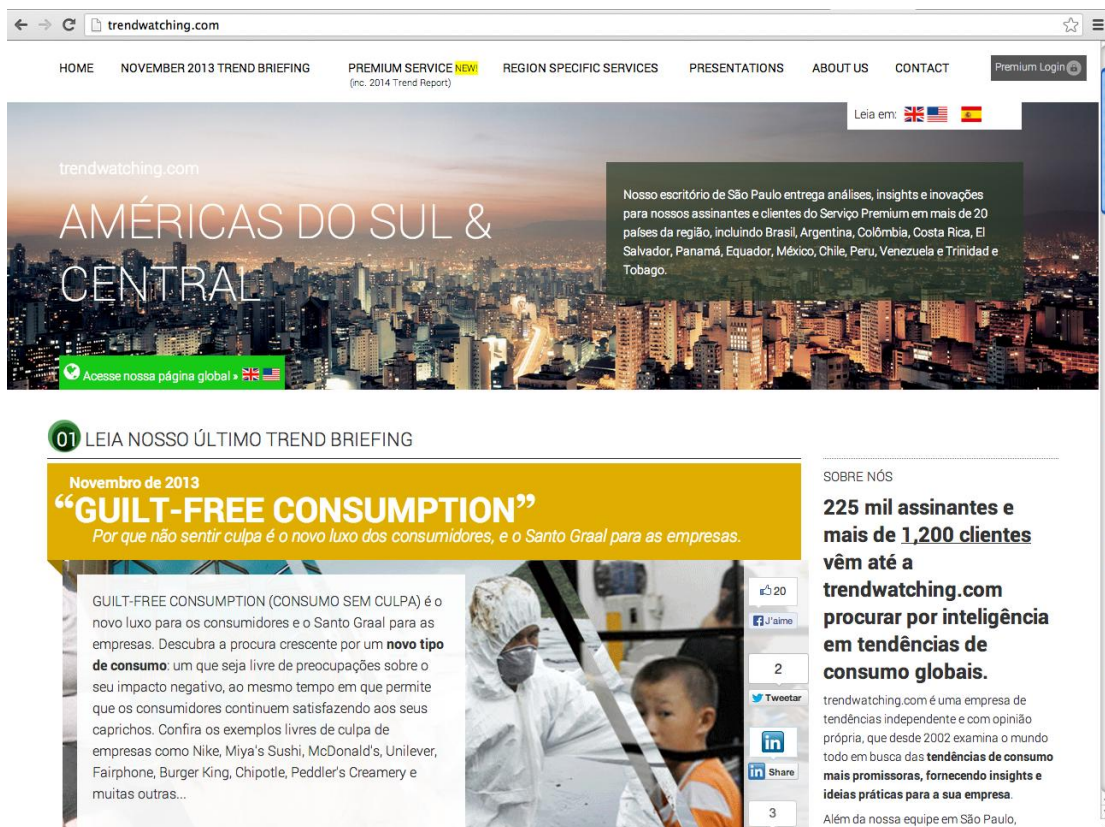 trendwatching.com
HOME
NOVEMBER 2013 TREND BRIEFING
PREMIUM SERVICE NEW!
(inc. 2014 Trend Report)
REGION SPECIFIC SERVICES
PRESENTATIONS
ABOUT US
CONTACT
Premium Login
Leia em:
trendwatching.com
AMÉRICAS DO SUL &
CENTRAL
Nosso escritório de São Paulo entrega análises, insights e inovações
para nossos assinantes e clientes do Serviço Premium em mais de 20
países da região, incluindo Brasil, Argentina, Colômbia, Costa Rica, El
Salvador, Panamá, Equador, México, Chile, Peru, Venezuela e Trinidad e
Tobago.
Acesse nossa página global »
01 LEIA NOSSO ÚLTIMO TREND BRIEFING
Novembro de 2013
“GUILT-FREE CONSUMPTION”
Por que não sentir culpa é o novo luxo dos consumidores, e o Santo Graal para as empresas.
GUILT-FREE CONSUMPTION (CONSUMO SEM CULPA) é o
novo luxo para os consumidores e o Santo Graal para as
empresas. Descubra a procura crescente por um novo tipo
de consumo: um que seja livre de preocupações sobre o
seu impacto negativo, ao mesmo tempo em que permite
que os consumidores continuem satisfazendo aos seus
caprichos. Confira os exemplos livres de culpa de
empresas como Nike, Miya's Sushi, McDonald's, Unilever,
Fairphone, Burger King, Chipotle, Peddler's Creamery e
muitas outras...
20
J'aime
2
Tweetar
in
in Share
3
SOBRE NÓS
225 mil assinantes e
mais de 1,200 clientes
vêm até a
trendwatching.com
procurar por inteligência
em tendências de
consumo globais.
trendwatching.com é uma empresa de
tendências independente e com opinião
própria, que desde 2002 examina o mundo
todo em busca das tendências de consumo
mais promissoras, fornecendo insights e
ideias práticas para a sua empresa.
Além da nossa equipe em São Paulo,